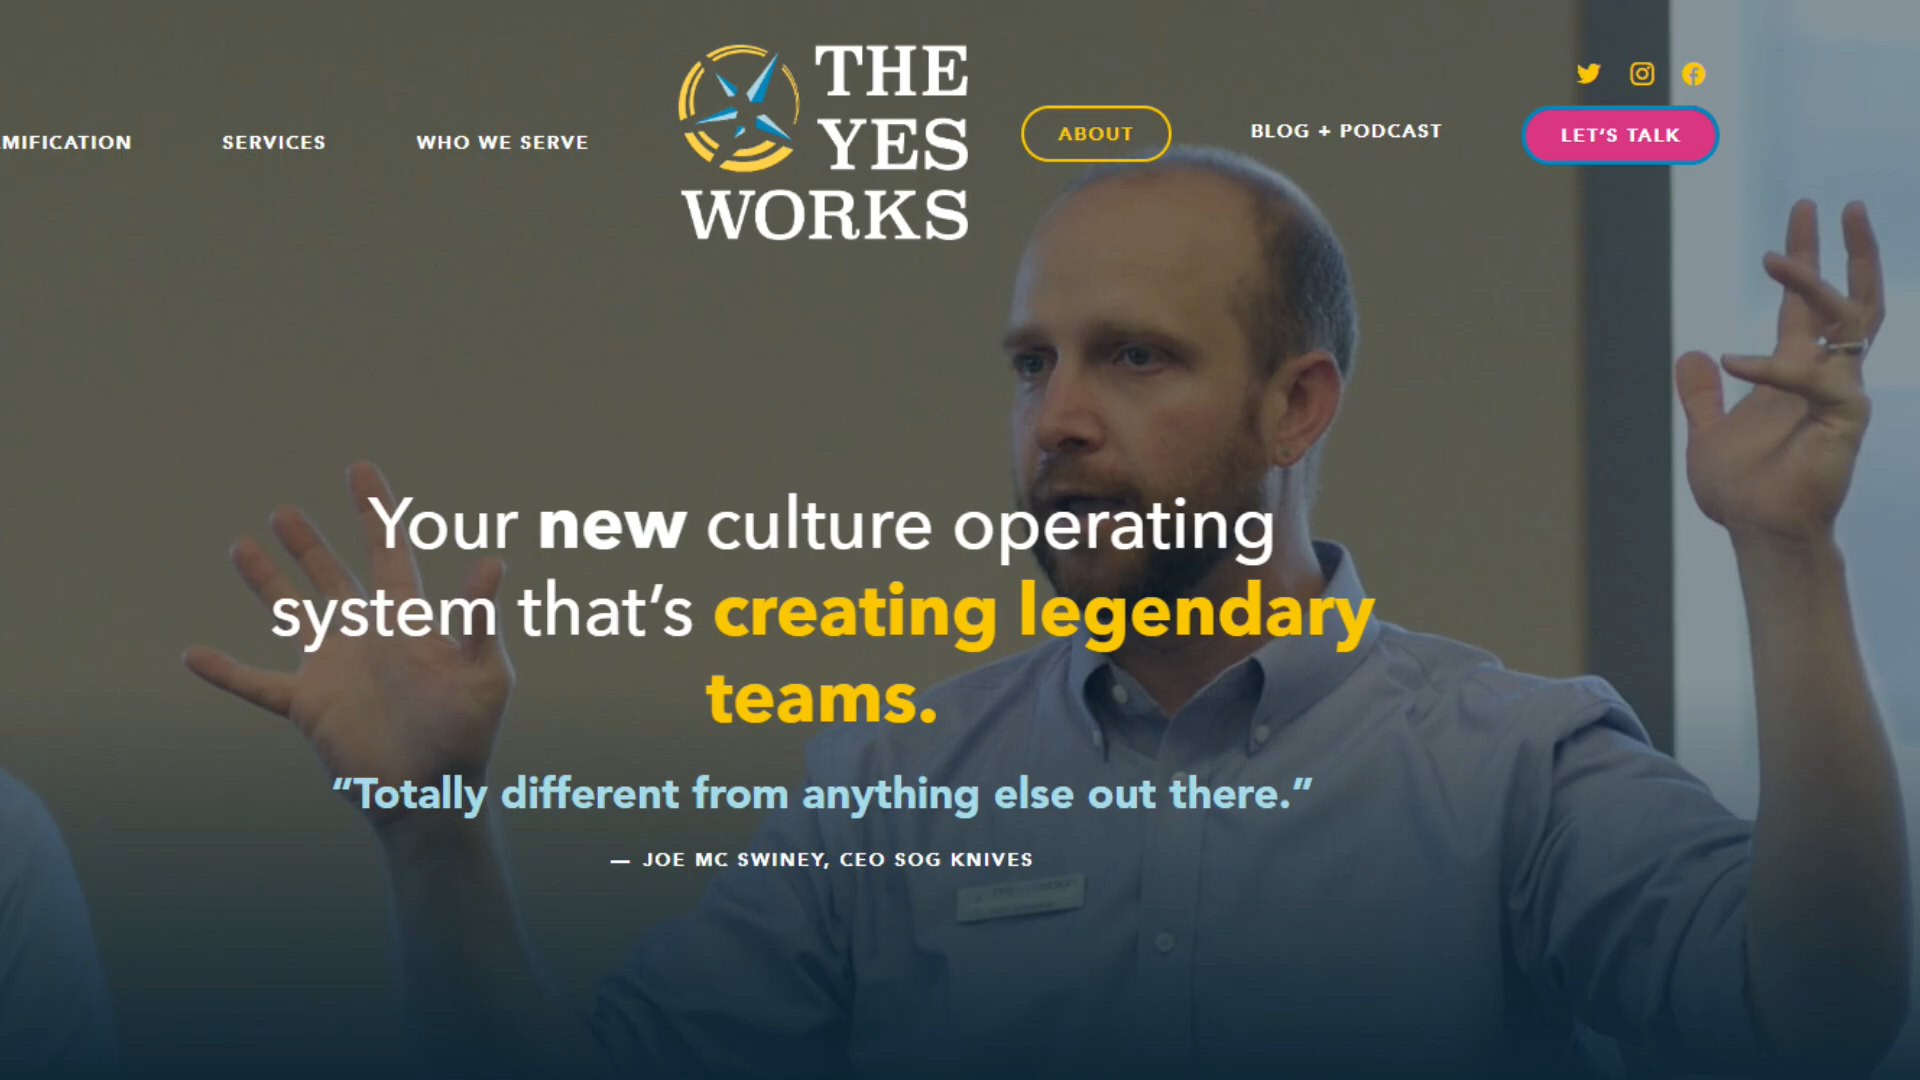 MIFICATION
SERVICES
WHO WE SERVE
THE
YES
WORKS
ABOUT
BLOG + PODCAST
LET'S TALK
Your new culture operating
system that's creating legendary
teams.
"Totally different from anything else out there."
— JOE MC SWINEY, CEO SOG KNIVES